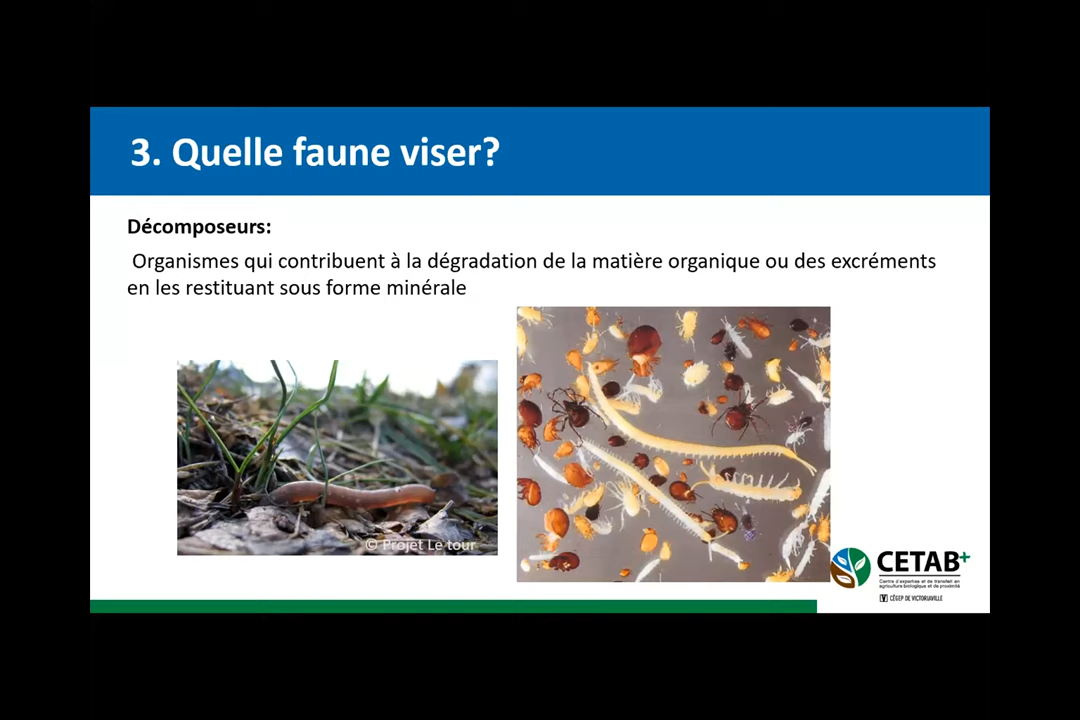 3. Quelle faune viser?
Décomposeurs:
Organismes qui contribuent à la dégradation de la matière organique ou des excréments
en les restituant sous forme minérale
© Projet Le tour
CETAB+
Centre d'expertise et de transfert en
agriculture biologique et de proximité
CÉGEP DE VICTORIAVILLE